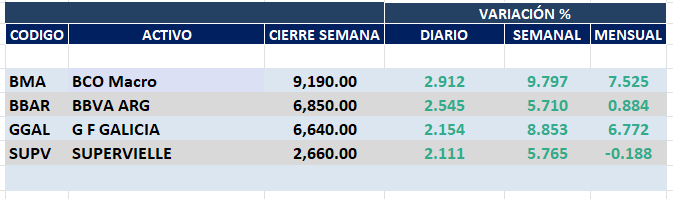 VARIACIÓN %
CODIGO ACTIVO CIERRE SEMANA DIARIO SEMANAL MENSUAL
BMA BCO Macro 9,190.00 2.912 9.797 7.525
BBAR BBVA ARG 6,850.00 2.545 5.710 0.884
GGAL G F GALICIA 6,640.00 2.154 8.853 6.772
SUPV SUPERVIELLE 2,660.00 2.111 5.765 -0.188